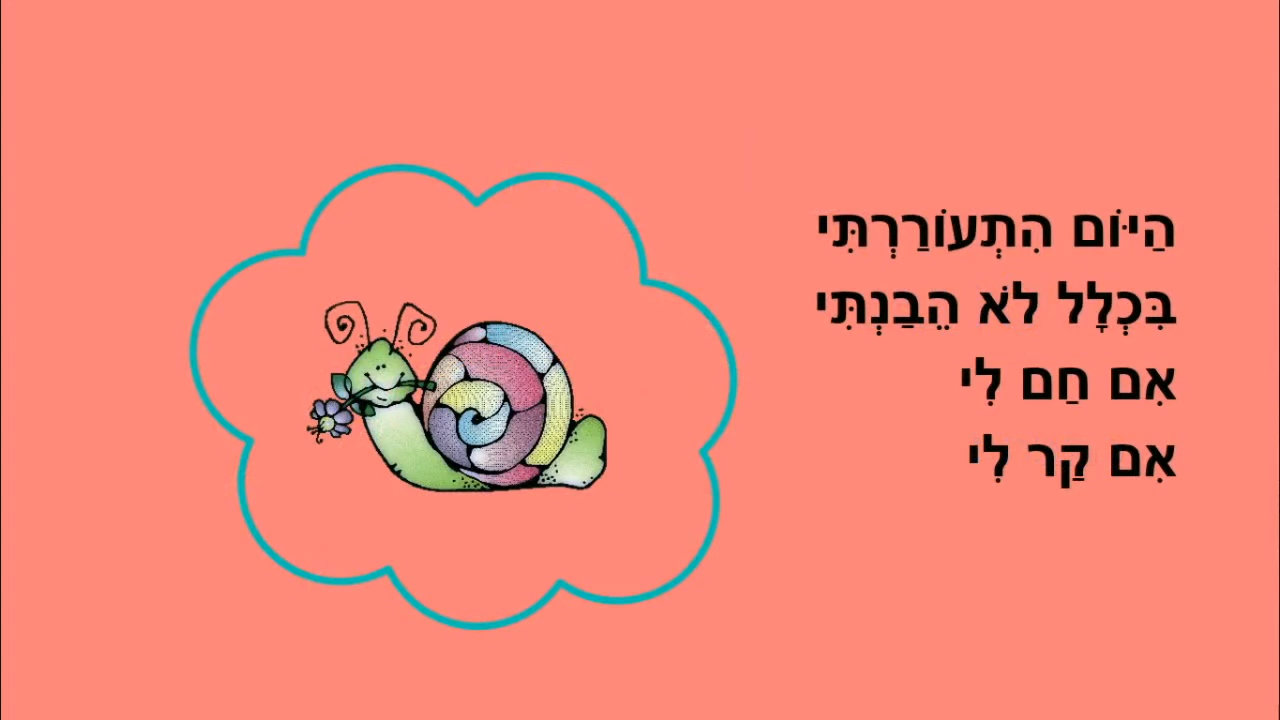 הַיּוֹם הִתְעוֹרַרְתִּי
בִּכְלָל לֹא הֵבַנְתִּי
אִם חַם לִי
אִם קַר לִי